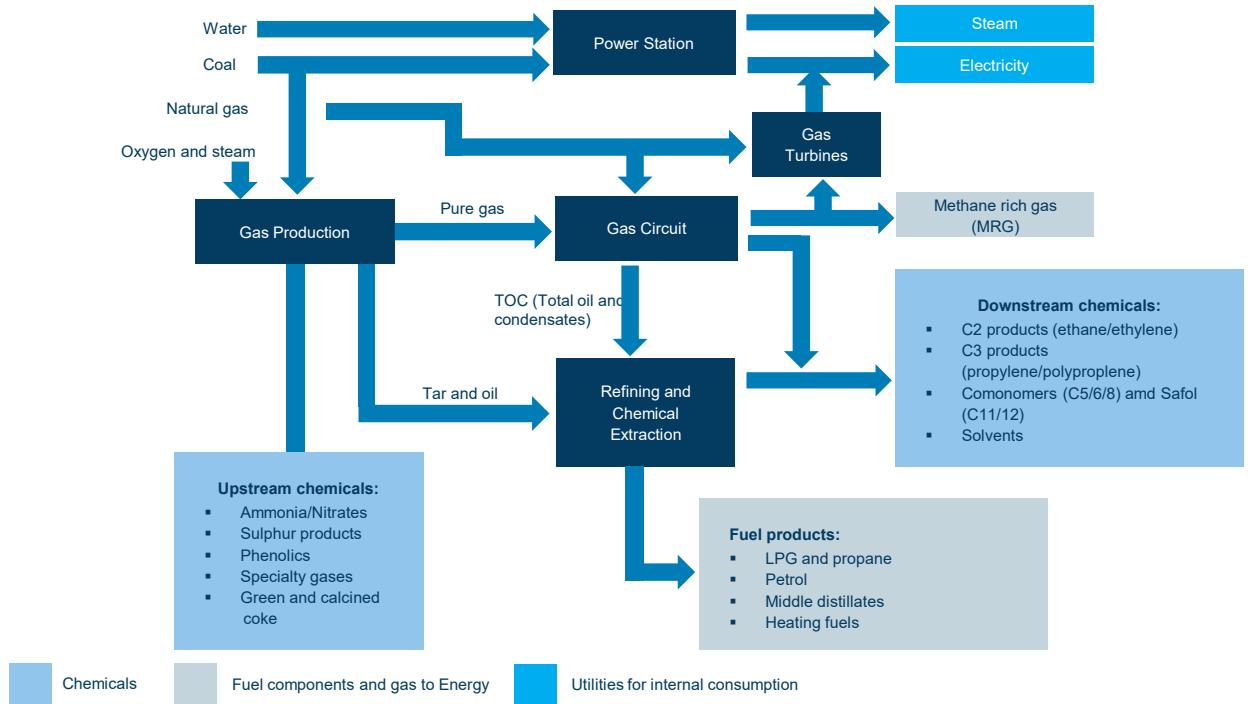 Water
Power Station
Steam
Coal
Electricity
Natural gas
Oxygen and steam
Gas
Turbines
Gas Production
Pure gas
Gas Circuit
Methane rich gas
(MRG)
TOC (Total oil and
condensates)
Downstream chemicals:
▪ C2 products (ethane/ethylene)
▪ C3 products
(propylene/polyproplene)
▪ Comonomers (C5/6/8) amd Safol
(C11/12)
▪ Solvents
Tar and oil
Refining and
Chemical
Extraction
Upstream chemicals:
▪ Ammonia/Nitrates
▪ Sulphur products
▪ Phenolics
▪ Specialty gases
▪ Green and calcined
coke
Fuel products:
▪ LPG and propane
▪ Petrol
▪ Middle distillates
▪ Heating fuels
Chemicals
Fuel components and gas to Energy
Utilities for internal consumption